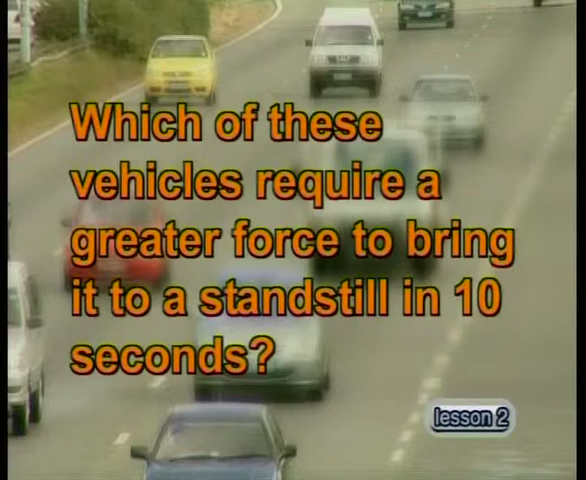 Which of these
vehicles require a
greater force to bring
it to a standstill in 10
seconds?
lesson 2